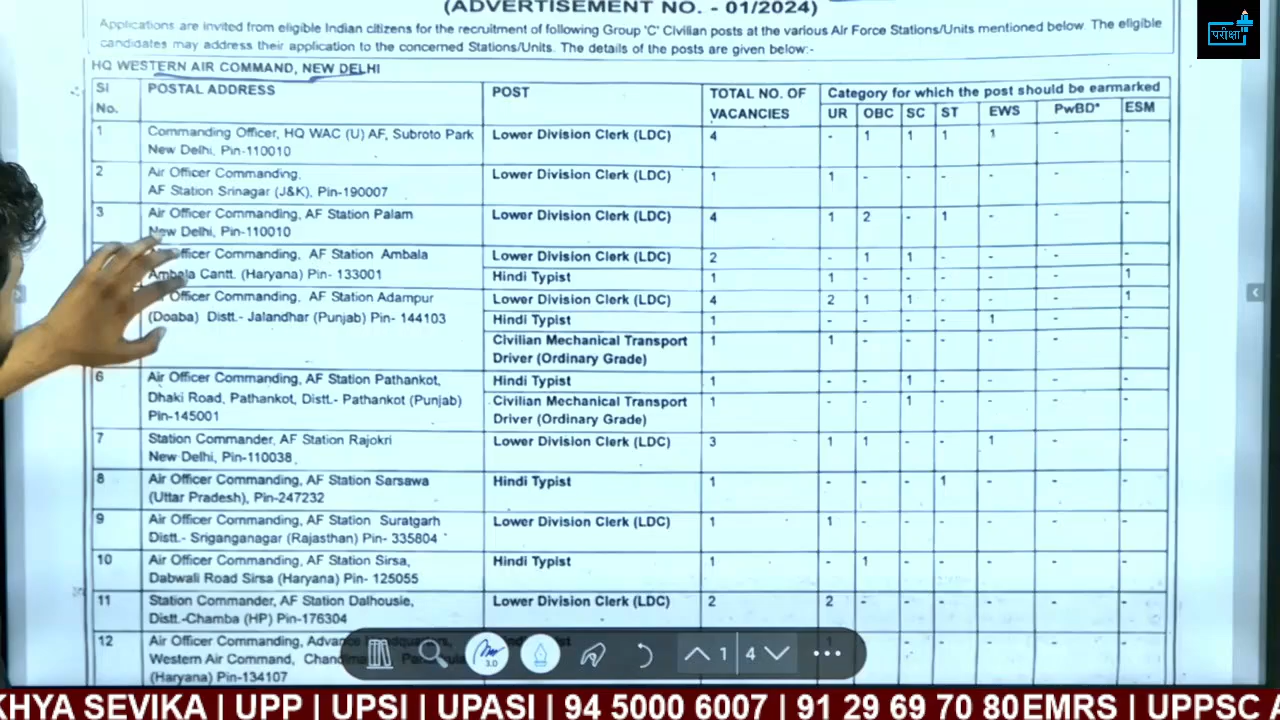 (ADVERTISEMENT NO. - 01/2024)
परीक्षा
Applications are invited from eligible Indian citizens for the recruitment of following Group 'C' Civilian posts at the various Air Force Stations/Units mentioned below. The eligible
candidates may address their application to the concerned Stations/Units. The details of the posts are given below:-
HQ WESTERN AIR COMMAND, NEW DELHI
Sl No. POSTAL ADDRESS POST TOTAL NO. OF VACANCIES Category for which the post should be earmarked
UR OBC SC ST EWS PwBD* ESM
1 Commanding Officer, HQ WAC (U) AF, Subroto Park Lower Division Clerk (LDC) 4 - 1 1 1 1 - -
New Delhi, Pin-110010
2 Air Officer Commanding, Lower Division Clerk (LDC) 1 1 - - - - - -
AF Station Srinagar (J&K), Pin-190007
3 Air Officer Commanding, AF Station Palam Lower Division Clerk (LDC) 4 1 2 - 1 - - -
New Delhi, Pin-110010
Officer Commanding, AF Station Ambala Lower Division Clerk (LDC) 2 - 1 1 - - - -
Ambala Cantt. (Haryana) Pin- 133001 Hindi Typist 1 1 - - - - - 1
Officer Commanding, AF Station Adampur Lower Division Clerk (LDC) 4 2 1 1 - - - 1
(Doaba) Distt.- Jalandhar (Punjab) Pin- 144103 Hindi Typist 1 - - - - 1 - -
Civilian Mechanical Transport 1 1 - - - - - -
Driver (Ordinary Grade)
6 Air Officer Commanding, AF Station Pathankot, Hindi Typist 1 - - 1 - - - -
Dhaki Road, Pathankot, Distt.- Pathankot (Punjab) Civilian Mechanical Transport 1 - - 1 - - - -
Pin-145001 Driver (Ordinary Grade)
7 Station Commander, AF Station Rajokri Lower Division Clerk (LDC) 3 1 1 - - 1 - -
New Delhi, Pin-110038
8 Air Officer Commanding, AF Station Sarsawa Hindi Typist 1 - - - 1 - - -
(Uttar Pradesh), Pin-247232
9 Air Officer Commanding, AF Station Suratgarh Lower Division Clerk (LDC) 1 1 - - - - - -
Distt.- Sriganganagar (Rajasthan) Pin- 335804
10 Air Officer Commanding, AF Station Sirsa, Hindi Typist 1 - 1 - - - - -
Dabwali Road Sirsa (Haryana) Pin- 125055
11 Station Commander, AF Station Dalhousie, Lower Division Clerk (LDC) 2 2 - - - - - -
Distt.-Chamba (HP) Pin-176304
12 Air Officer Commanding, 1 - - - - - -
Western Air Command,
(Haryana) Pin-134107
3.0 1 4
KHYA SEVIKA | UPP | UPSI | UPASI | 94 5000 6007 | 91 29 69 70 80 EMRS | UPPSC A